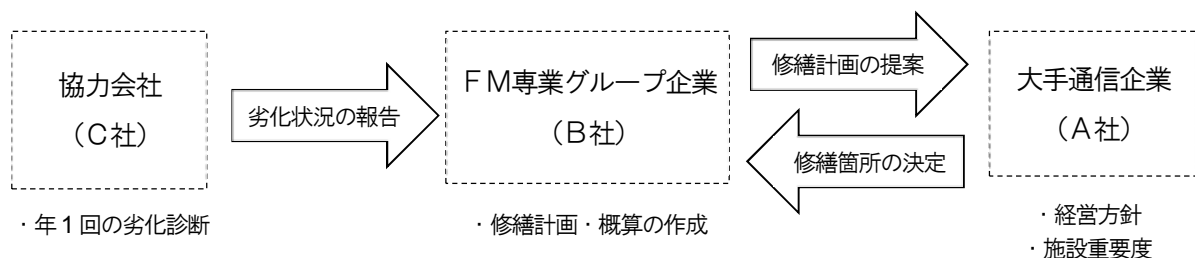 協力会社
（C社）
・年１回の劣化診断
劣化状況の報告
ＦＭ専業グループ企業
（B社）
・修繕計画・概算の作成
修繕計画の提案
修繕箇所の決定
大手通信企業
（A社）
・経営方針
・施設重要度